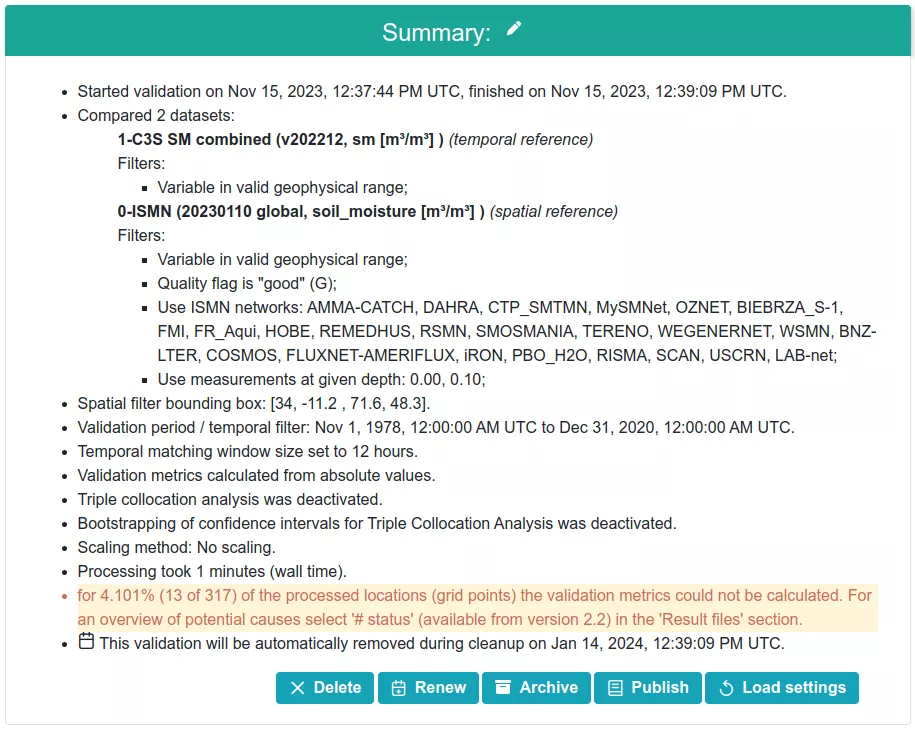 Summary:
Started validation on Nov 15, 2023, 12:37:44 PM UTC, finished on Nov 15, 2023, 12:39:09 PM UTC.
Compared 2 datasets:
1-C3S SM combined (v202212, sm [m³/m³] ) (temporal reference)
Filters:
Variable in valid geophysical range;
0-ISMN (20230110 global, soil_moisture [m³/m³] ) (spatial reference)
Filters:
Variable in valid geophysical range;
Quality flag is "good" (G);
Use ISMN networks: AMMA-CATCH, DAHRA, CTP_SMTMN, MySMNet, OZNET, BIEBRZA_S-1,
FMI, FR_Aqui, HOBE, REMEDHUS, RSMN, SMOSMANIA, TERENO, WEGENERNET, WSMN, BNZ-
LTER, COSMOS, FLUXNET-AMERIFLUX, iRON, PBO_H2O, RISMA, SCAN, USCRN, LAB-net;
Use measurements at given depth: 0.00, 0.10;
Spatial filter bounding box: [34, -11.2 , 71.6, 48.3].
Validation period / temporal filter: Nov 1, 1978, 12:00:00 AM UTC to Dec 31, 2020, 12:00:00 AM UTC.
Temporal matching window size set to 12 hours.
Validation metrics calculated from absolute values.
Triple collocation analysis was deactivated.
Bootstrapping of confidence intervals for Triple Collocation Analysis was deactivated.
Scaling method: No scaling.
Processing took 1 minutes (wall time).
for 4.101% (13 of 317) of the processed locations (grid points) the validation metrics could not be calculated. For
an overview of potential causes select '# status' (available from version 2.2) in the 'Result files' section.
This validation will be automatically removed during cleanup on Jan 14, 2024, 12:39:09 PM UTC.
Delete Renew Archive Publish Load settings